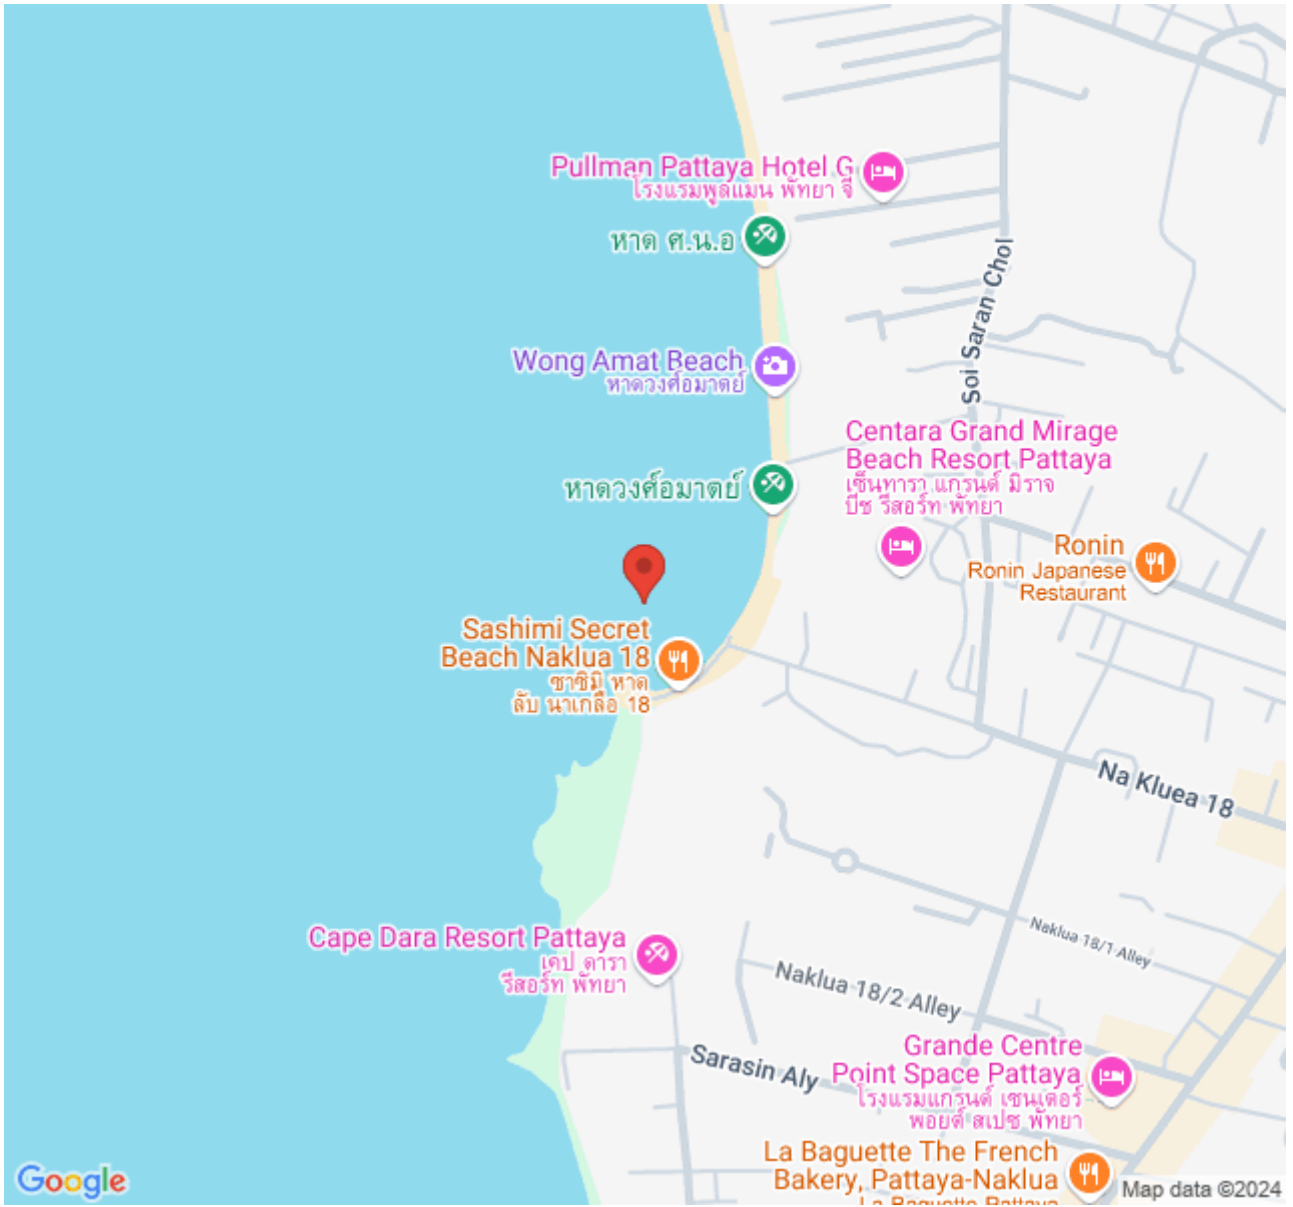 Pullman Pattaya Hotel G
โรงแรมพูลแมน พัทยา จี
หาด ศ.น.อ
Soi Saran Chol
Wong Amat Beach
หาดวงศ์อมาตย์
Centara Grand Mirage
Beach Resort Pattaya
เซ็นทารา แกรนด์ มิราจ
บีช รีสอร์ท พัทยา
หาดวงศ์อมาตย์
Ronin
Ronin Japanese
Restaurant
Sashimi Secret
Beach Naklua 18
ซาซิมิ หาด
ลับ นาเกลือ 18
Na Kluea 18
Naklua 18/1 Alley
Cape Dara Resort Pattaya
เคป ดารา
รีสอร์ท พัทยา
Naklua 18/2 Alley
Sarasin Aly
Grande Centre
Point Space Pattaya
โรงแรมแกรนด์ เซนเตอร์
พอยต์ สเปซ พัทยา
La Baguette The French
Bakery, Pattaya-Naklua
La Baguette Pattaya
Google
Map data ©2024